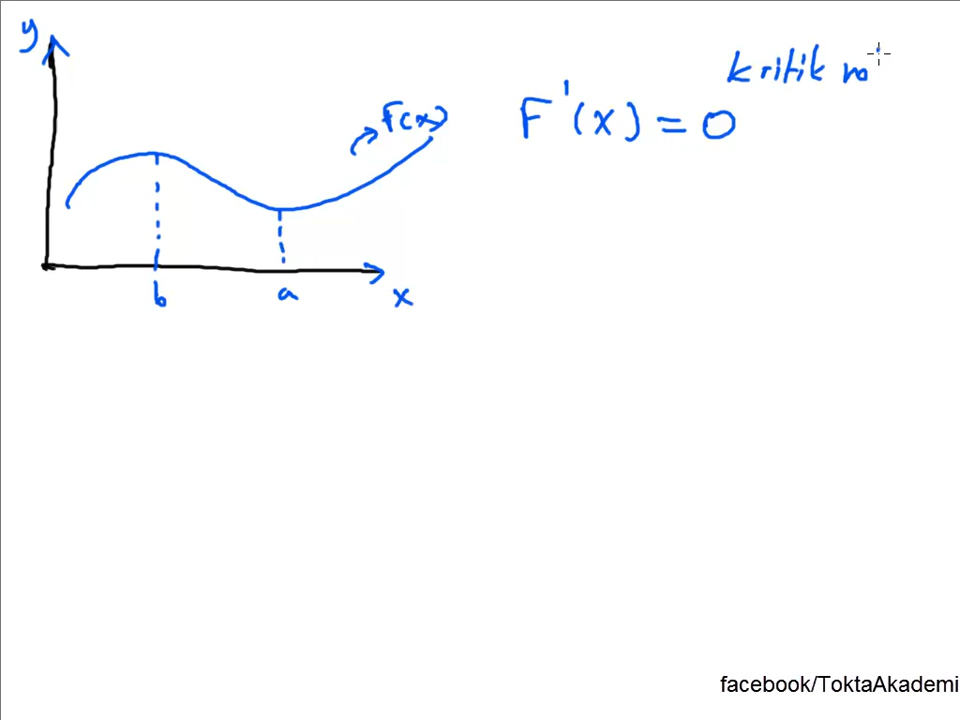 y
F(x)
b
a
x
kritik
F'(x) = 0
facebook/ToktaAkademi